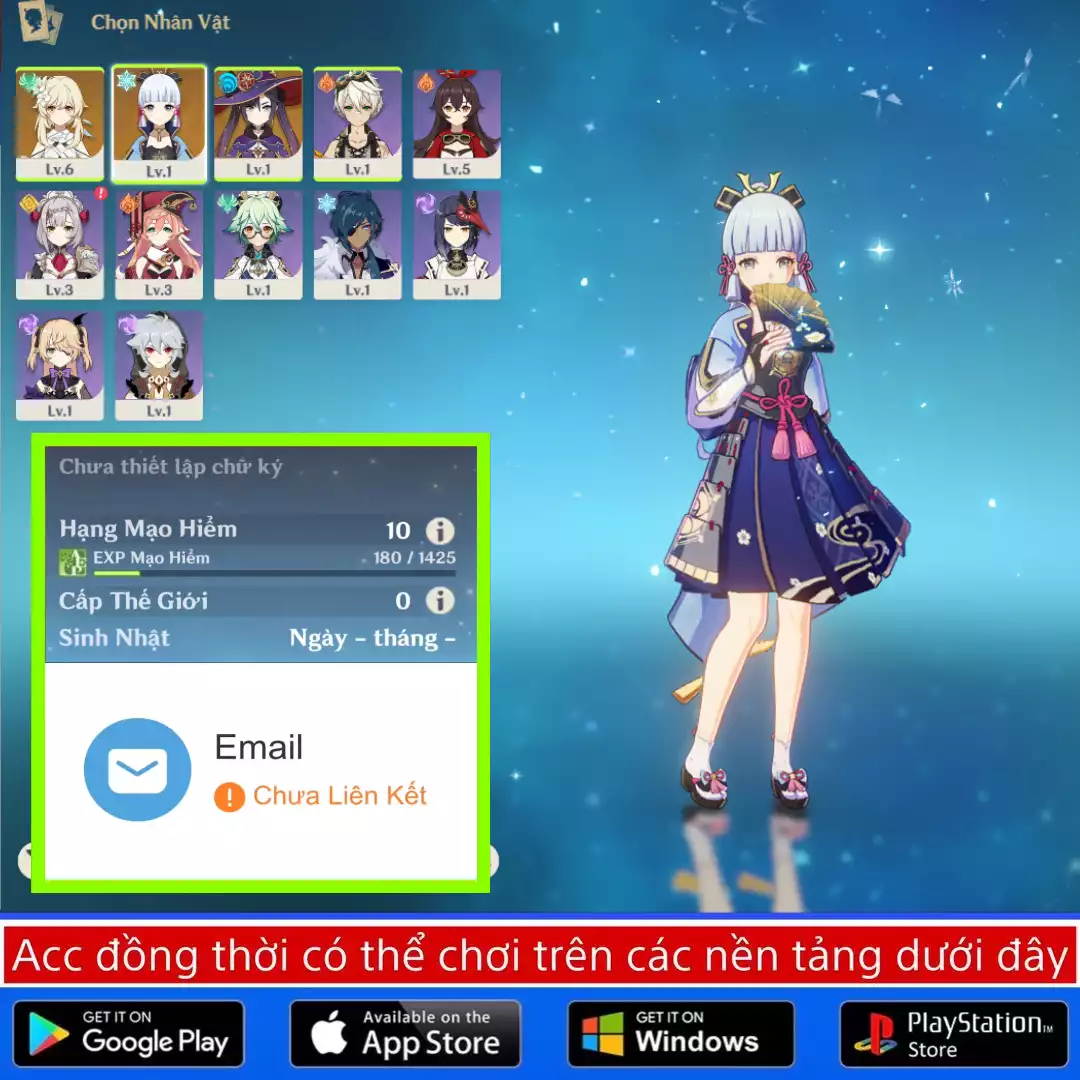 Chọn Nhân Vật
Lv.6
Lv.1
Lv.1
Lv.1
Lv.5
Lv.3
Lv.3
Lv.1
Lv.1
Lv.1
Lv.1
Lv.1
Chưa thiết lập chữ ký
Hạng Mạo Hiểm 10
EXP Mạo Hiểm 180 / 1425
Cấp Thế Giới 0
Sinh Nhật Ngày – tháng –
Email
Chưa Liên Kết
Acc đồng thời có thể chơi trên các nền tảng dưới đây
GET IT ON
Google Play
Available on the
App Store
GET IT ON
Windows
PlayStation™
Store